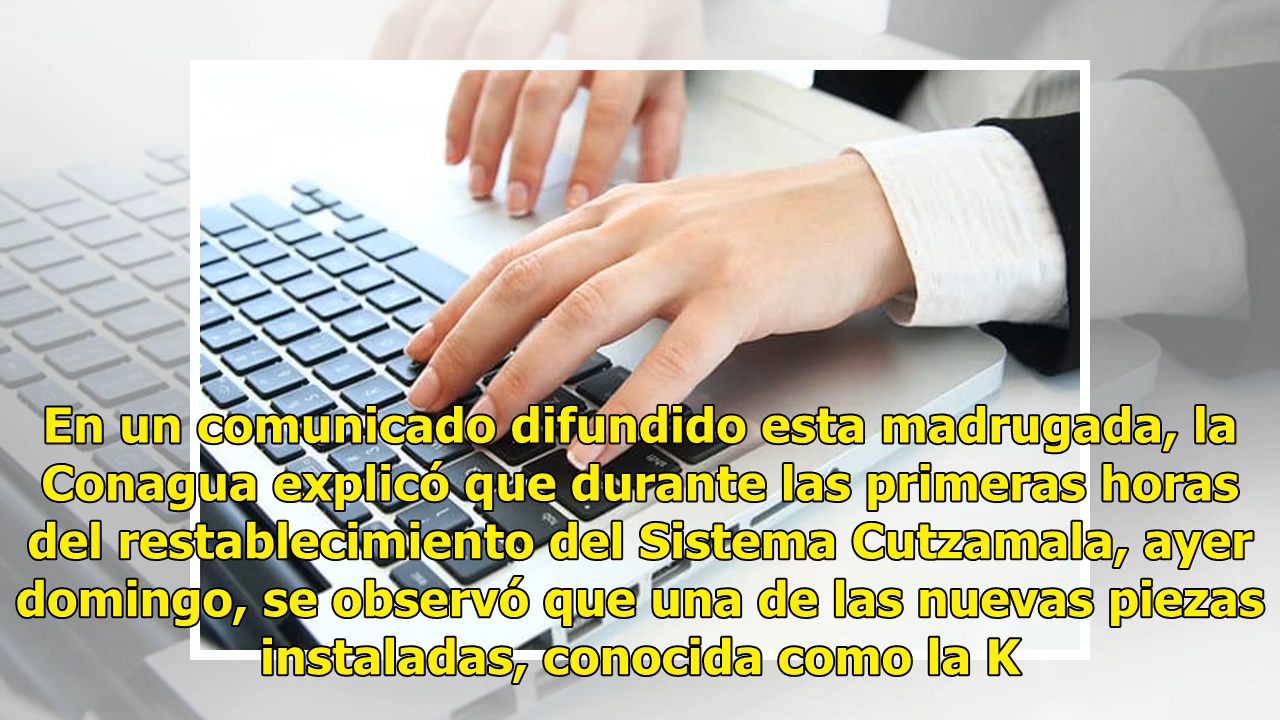 En un comunicado difundido esta madrugada, la
Conagua explicó que durante las primeras horas
del restablecimiento del Sistema Cutzamala, ayer
domingo, se observó que una de las nuevas piezas
instaladas, conocida como la K